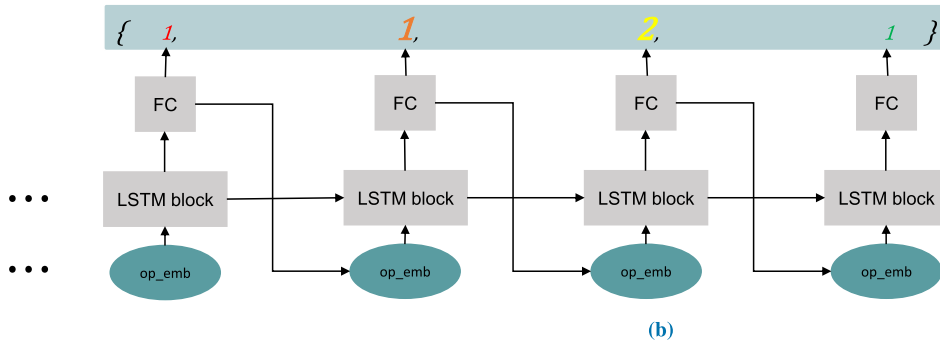 { 1, 1, 2, 1 }
FC FC FC FC
... LSTM block LSTM block LSTM block LSTM block
... op_emb op_emb op_emb op_emb
(b)